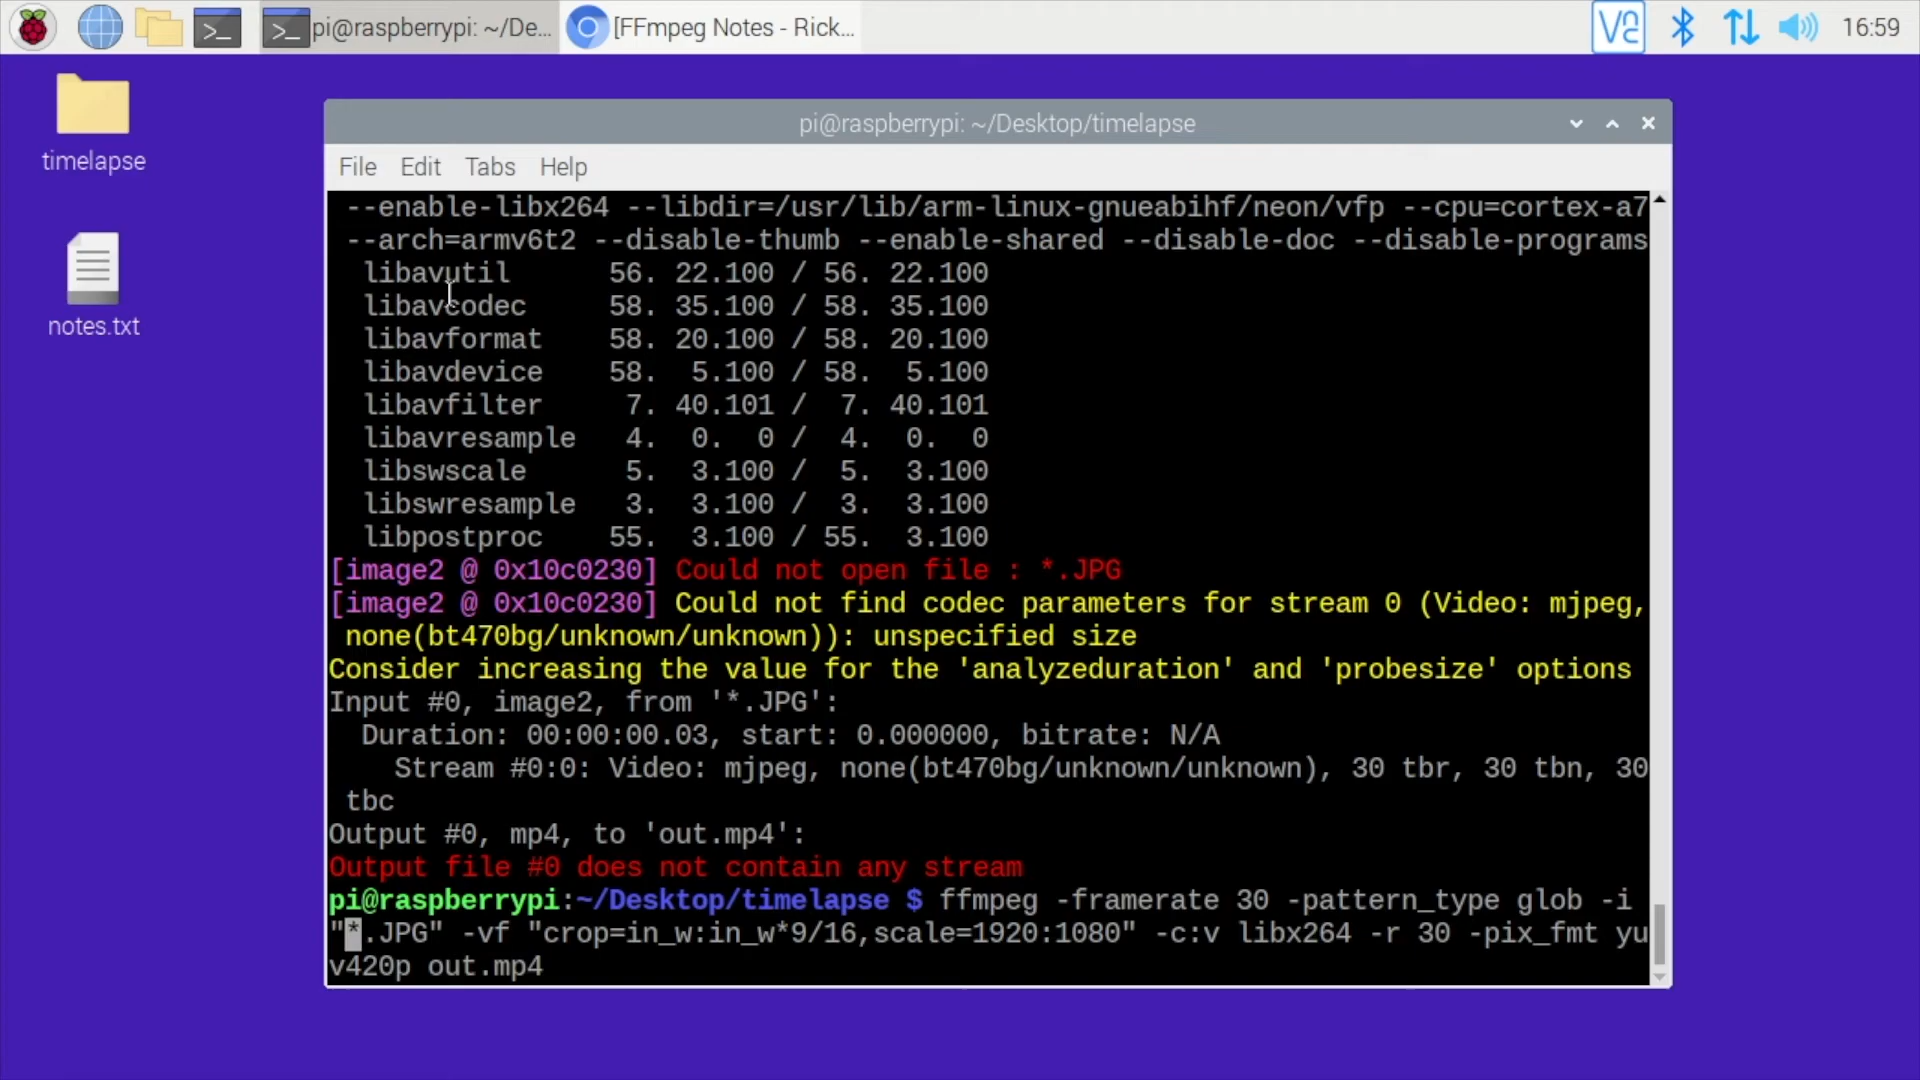 pi@raspberrypi: ~/De...
[FFmpeg Notes - Rick...
16:59
timelapse
notes.txt
pi@raspberrypi: ~/Desktop/timelapse
File Edit Tabs Help
--enable-libx264 --libdir=/usr/lib/arm-linux-gnueabihf/neon/vfp --cpu=cortex-a7
--arch=armv6t2 --disable-thumb --enable-shared --disable-doc --disable-programs
libavutil 56. 22.100 / 56. 22.100
libavcodec 58. 35.100 / 58. 35.100
libavformat 58. 20.100 / 58. 20.100
libavdevice 58. 5.100 / 58. 5.100
libavfilter 7. 40.101 / 7. 40.101
libavresample 4. 0. 0 / 4. 0. 0
libswscale 5. 3.100 / 5. 3.100
libswresample 3. 3.100 / 3. 3.100
libpostproc 55. 3.100 / 55. 3.100
[image2 @ 0x10c0230] Could not open file : *.JPG
[image2 @ 0x10c0230] Could not find codec parameters for stream 0 (Video: mjpeg,
none(bt470bg/unknown/unknown)): unspecified size
Consider increasing the value for the 'analyzeduration' and 'probesize' options
Input #0, image2, from '*.JPG':
Duration: 00:00:00.03, start: 0.000000, bitrate: N/A
Stream #0:0: Video: mjpeg, none(bt470bg/unknown/unknown), 30 tbr, 30 tbn, 30
tbc
Output #0, mp4, to 'out.mp4':
Output file #0 does not contain any stream
pi@raspberrypi:~/Desktop/timelapse $ ffmpeg -framerate 30 -pattern_type glob -i
"*.JPG" -vf "crop=in_w:in_w*9/16,scale=1920:1080" -c:v libx264 -r 30 -pix_fmt yu
v420p out.mp4